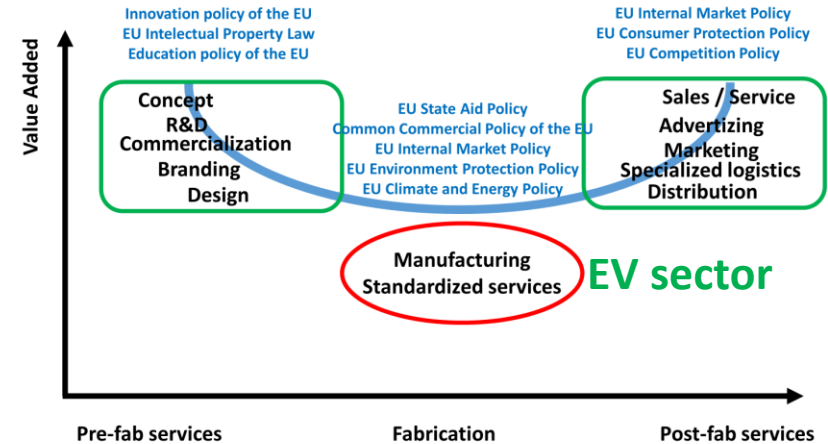 Innovation policy of the EU
EU Intelectual Property Law
Education policy of the EU
EU Internal Market Policy
EU Consumer Protection Policy
EU Competition Policy
Value Added
Concept
R&D
Commercialization
Branding
Design
EU State Aid Policy
Common Commercial Policy of the EU
EU Internal Market Policy
EU Environment Protection Policy
EU Climate and Energy Policy
Sales / Service
Advertizing
Marketing
Specialized logistics
Distribution
Manufacturing
Standardized services
EV sector
Pre-fab services
Fabrication
Post-fab services